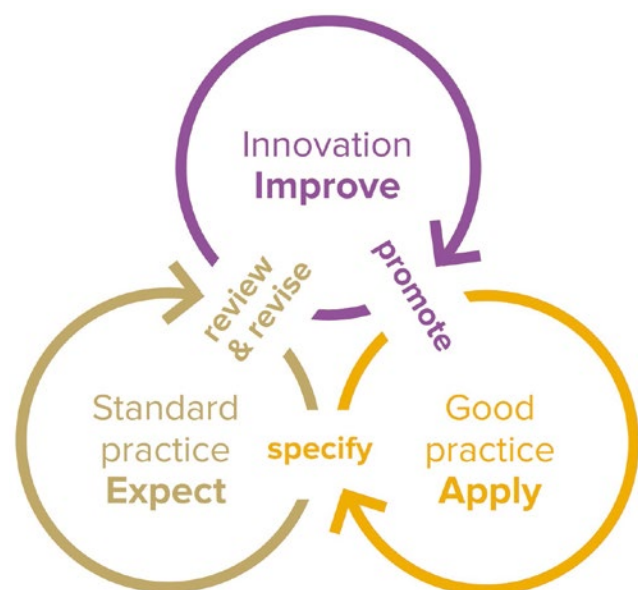 Innovation
Improve
review
& revise
promote
Standard
practice
Expect
specify
Good
practice
Apply